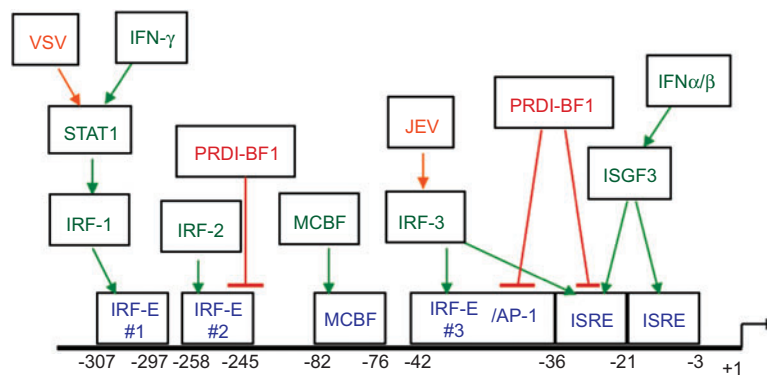 VSV
IFN-γ
STAT1
IRF-1
PRDI-BF1
IRF-2
MCBF
JEV
IRF-3
PRDI-BF1
IFNα/β
ISGF3
IRF-E
#1
IRF-E
#2
MCBF
IRF-E
#3
/AP-1
ISRE
ISRE
-307
-297
-258
-245
-82
-76
-42
-36
-21
-3
+1